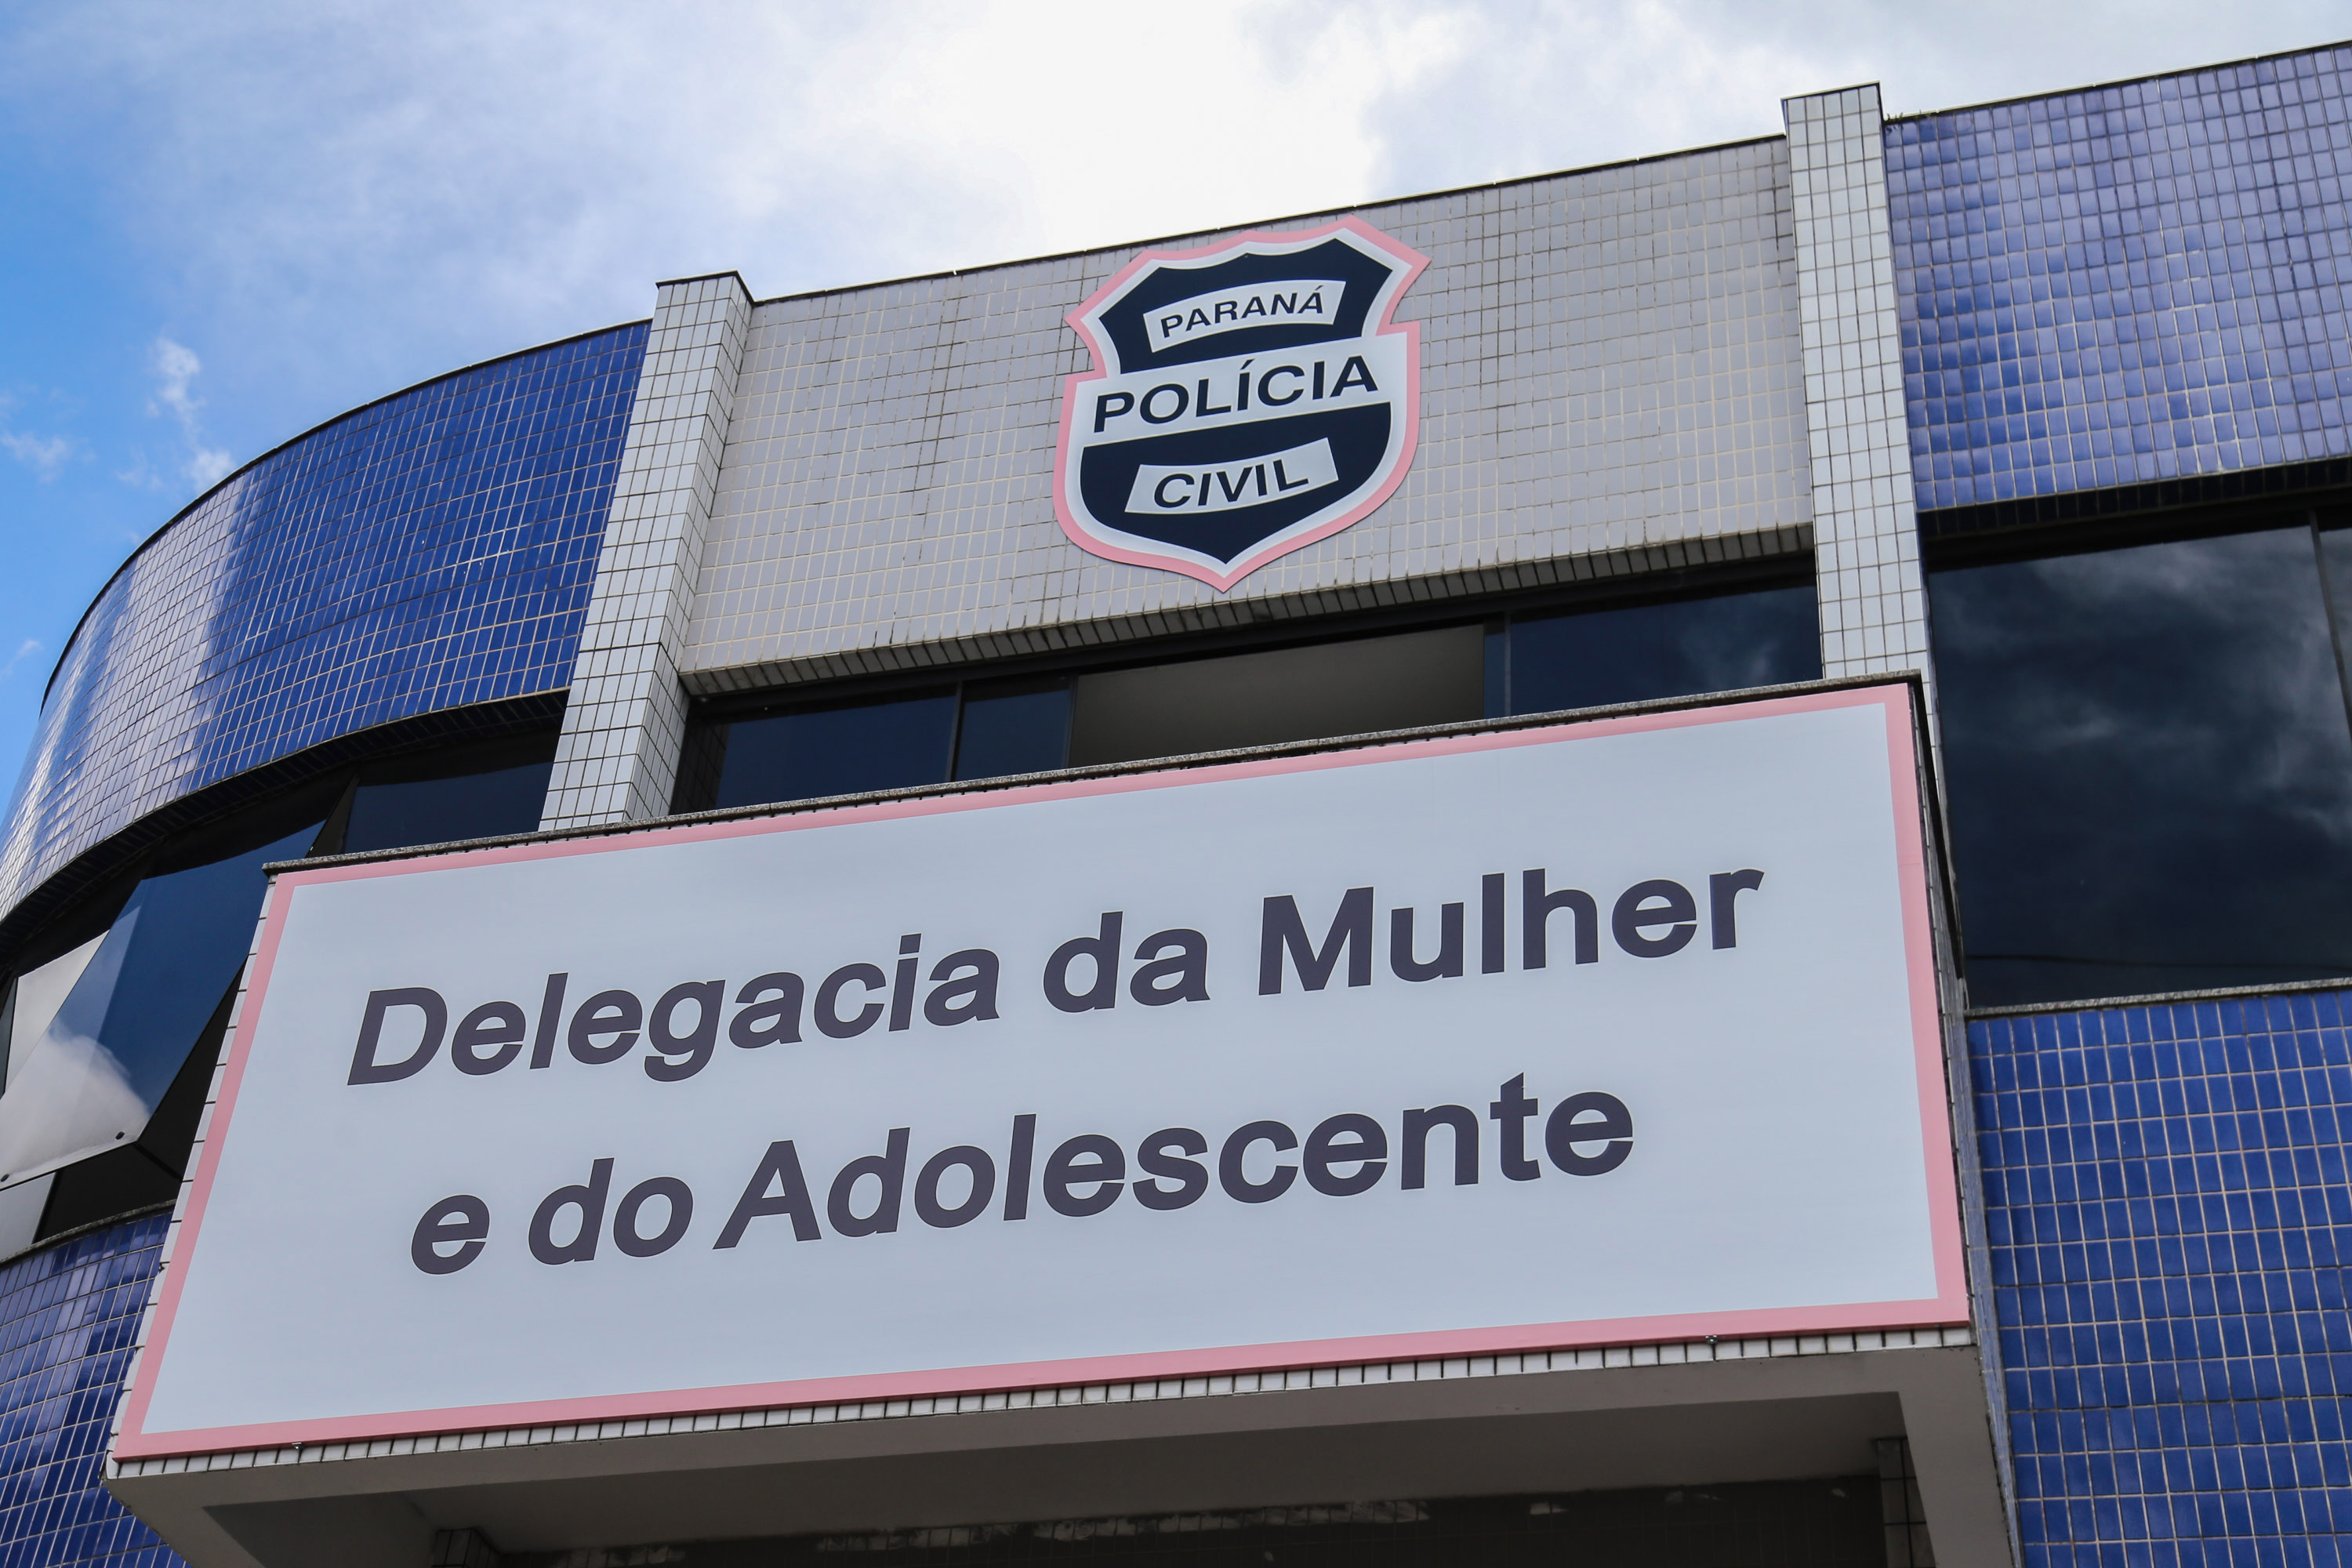 PARANÁ
POLÍCIA
CIVIL
Delegacia da Mulher
e do Adolescente